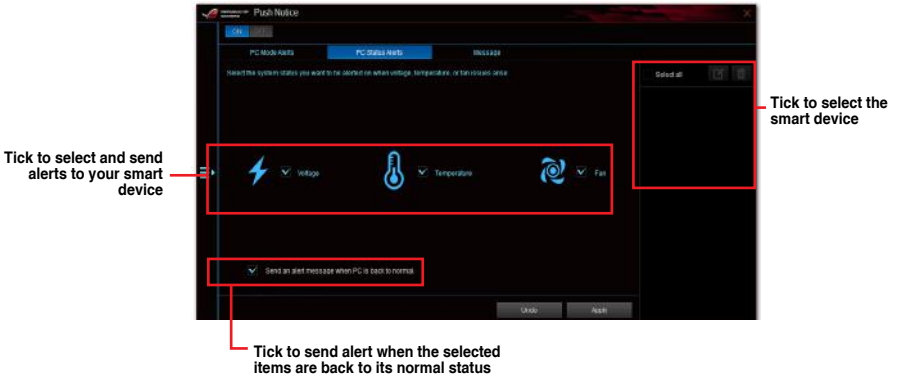 Push Notice
ON
PC Mode Alerts
PC Status Alerts
Message
Select the system status you want to be alerted on when voltage, temperature, or fan issues arise
Select all
Tick to select the
smart device
Tick to select and send
alerts to your smart
device
Voltage
Temperature
Fan
Send an alert message when PC is back to normal
Undo
Apply
Tick to send alert when the selected
items are back to its normal status